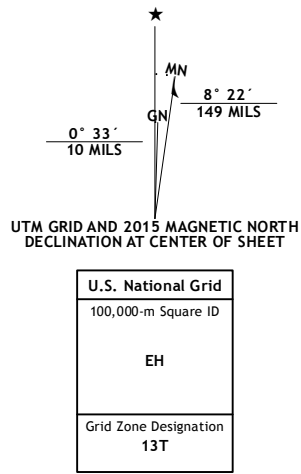 MN
8° 22´
149 MILS
GN
0° 33´
10 MILS
UTM GRID AND 2015 MAGNETIC NORTH
DECLINATION AT CENTER OF SHEET
U.S. National Grid
100,000-m Square ID
EH
Grid Zone Designation
13T